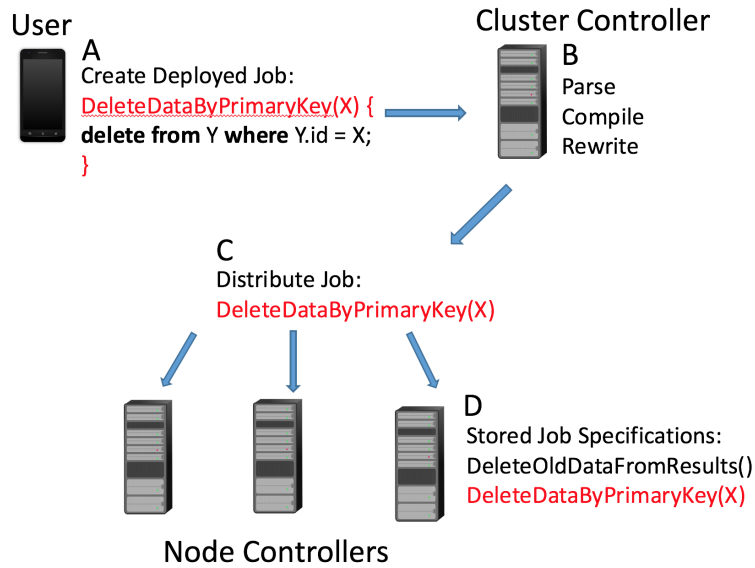 User
Cluster Controller
A
Create Deployed Job:
DeleteDataByPrimaryKey(X) {
delete from Y where Y.id = X;
}
B
Parse
Compile
Rewrite
C
Distribute Job:
DeleteDataByPrimaryKey(X)
D
Stored Job Specifications:
DeleteOldDataFromResults()
DeleteDataByPrimaryKey(X)
Node Controllers